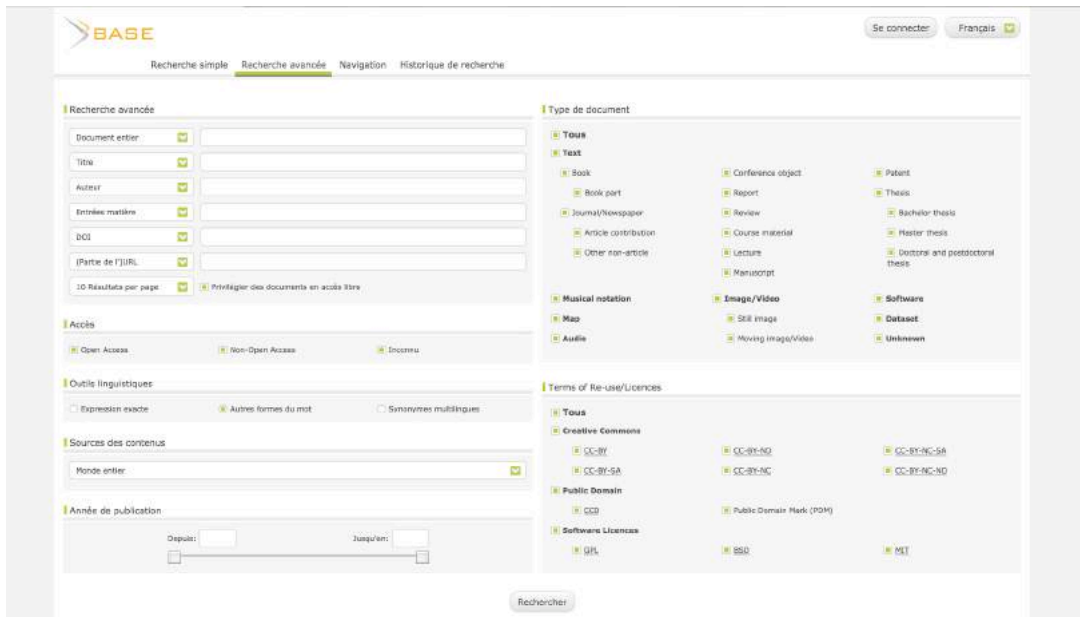 BASE
Se connecter
Français
Recherche simple Recherche avancée Navigation Historique de recherche
Recherche avancée
Document entier
Titre
Auteur
Entrées matière
DOI
(Partie de l')URL
10 Résultats par page
Privilégier des documents en accès libre
Accès
Open Access Non-Open Access Inconnu
Outils linguistiques
Expression exacte Autres formes du mot Synonymes multilingues
Sources des contenus
Monde entier
Année de publication
Depuis: Jusqu'en:
Type de document
Tous
Text
Book Conference object Patent
Book part Report Thesis
Journal/Newspaper Review Bachelor thesis
Article contribution Course material Master thesis
Other non-article Lecture Doctoral and postdoctoral
thesis
Manuscript
Musical notation Image/Video Software
Map Still image Dataset
Audio Moving image/Video Unknown
Terms of Re-use/Licences
Tous
Creative Commons
CC-BY CC-BY-ND CC-BY-NC-SA
CC-BY-SA CC-BY-NC CC-BY-NC-ND
Public Domain
CC0 Public Domain Mark (PDM)
Software Licences
GPL BSD MIT
Rechercher